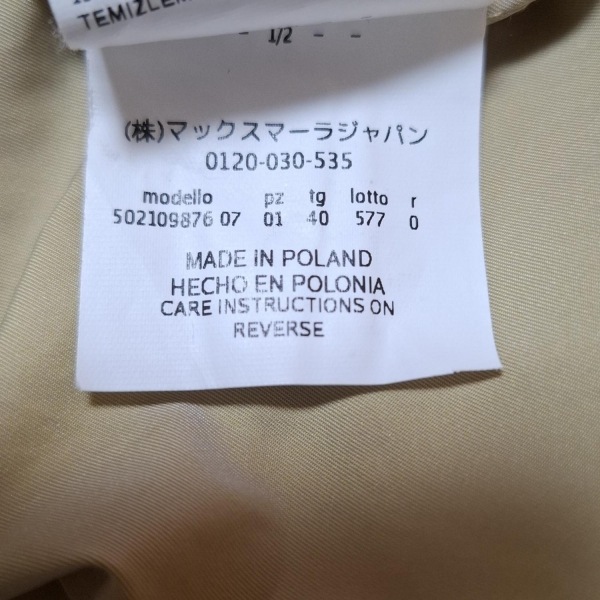 TEMIZLEM
- 1/2 - -
(株)マックスマーラジャパン
0120-030-535
modello pz tg lotto r
502109876 07 01 40 577 0
MADE IN POLAND
HECHO EN POLONIA
CARE INSTRUCTIONS ON
REVERSE